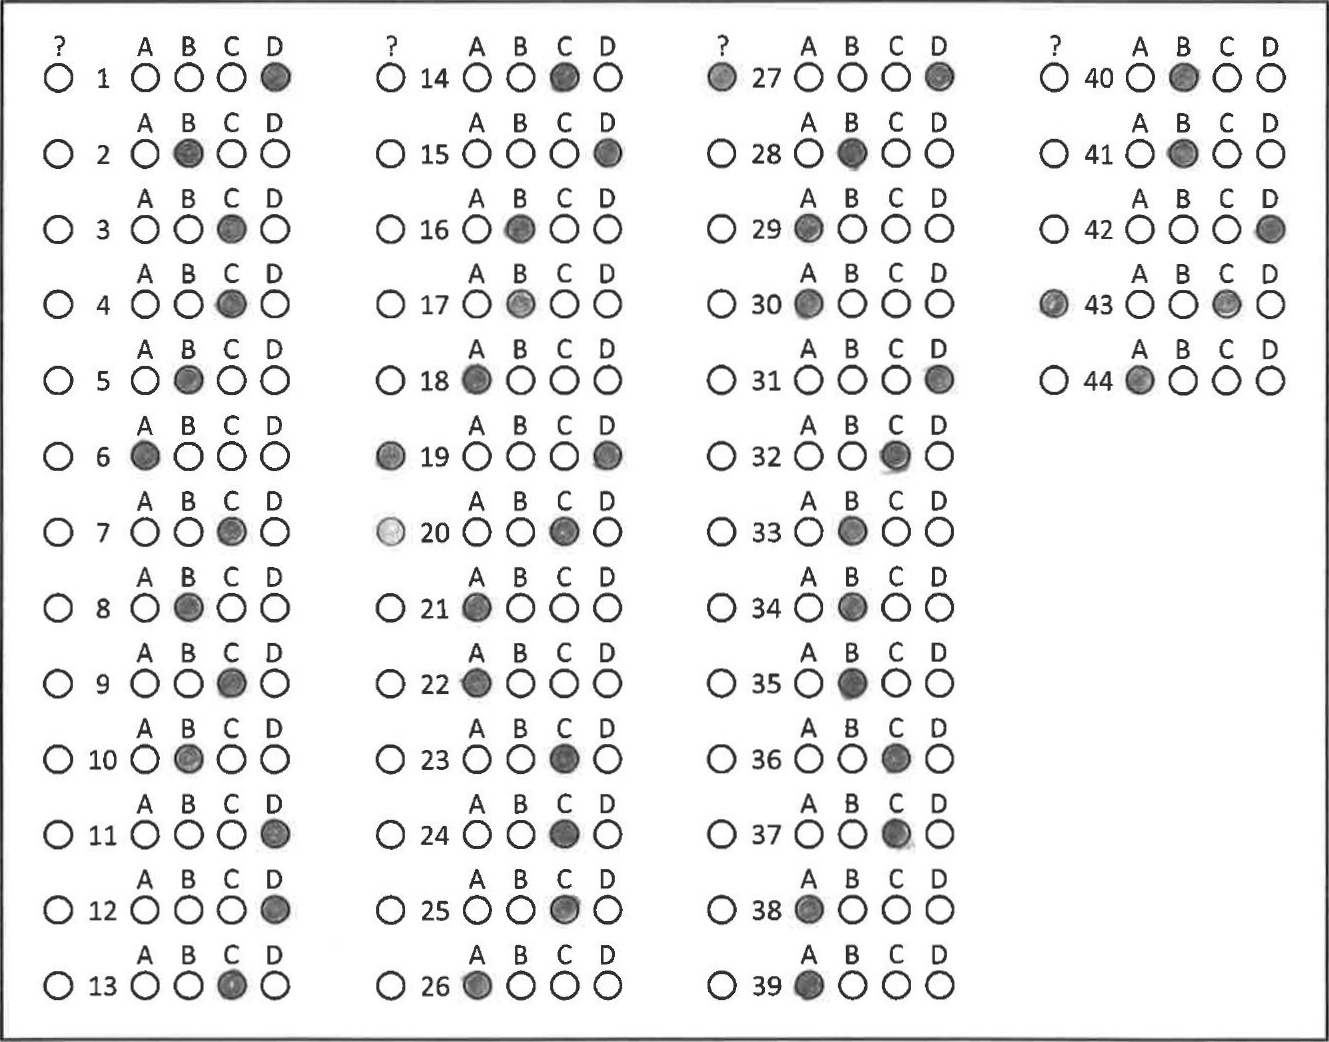 ? A B C D
1
A B C D
2
A B C D
3
A B C D
4
A B C D
5
A B C D
6
A B C D
7
A B C D
8
A B C D
9
A B C D
10
A B C D
11
A B C D
12
A B C D
13
? A B C D
14
A B C D
15
A B C D
16
A B C D
17
A B C D
18
A B C D
19
A B C D
20
A B C D
21
A B C D
22
A B C D
23
A B C D
24
A B C D
25
A B C D
26
? A B C D
27
A B C D
28
A B C D
29
A B C D
30
A B C D
31
A B C D
32
A B C D
33
A B C D
34
A B C D
35
A B C D
36
A B C D
37
A B C D
38
A B C D
39
? A B C D
40
A B C D
41
A B C D
42
A B C D
43
A B C D
44